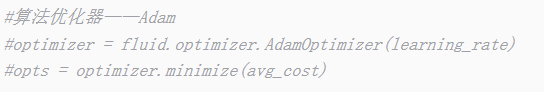 #算法优化器——Adam
#optimizer = fluid.optimizer.AdamOptimizer(learning_rate)
#opts = optimizer.minimize(avg_cost)